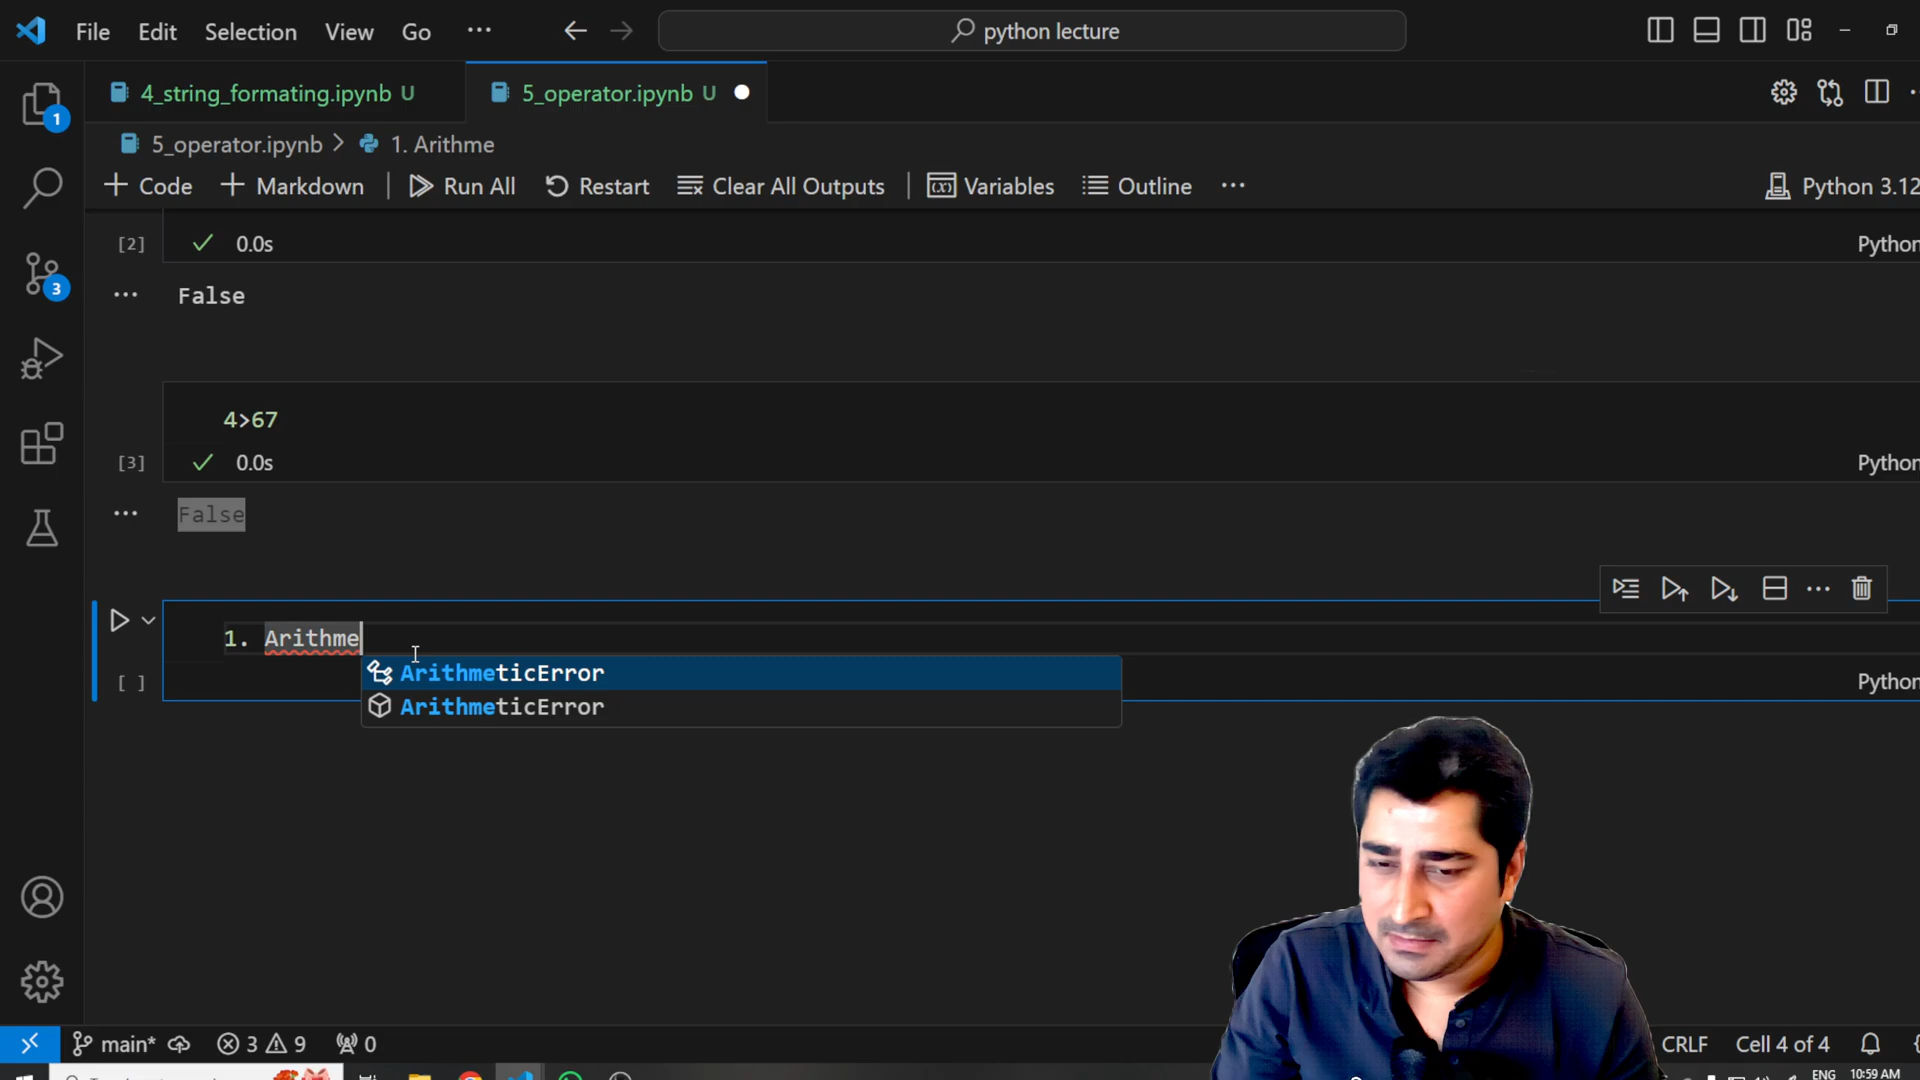 File Edit Selection View Go ··· python lecture
4_string_formating.ipynb U 5_operator.ipynb U
5_operator.ipynb > 1. Arithme
+ Code + Markdown Run All Restart Clear All Outputs Variables Outline ··· Python 3.12
[2] 0.0s Python
False
4>67
[3] 0.0s Python
False
1. Arithme
ArithmeticError
[ ] Python
ArithmeticError
1
3
main* 3 9 0 CRLF Cell 4 of 4
ENG 10:59 AM